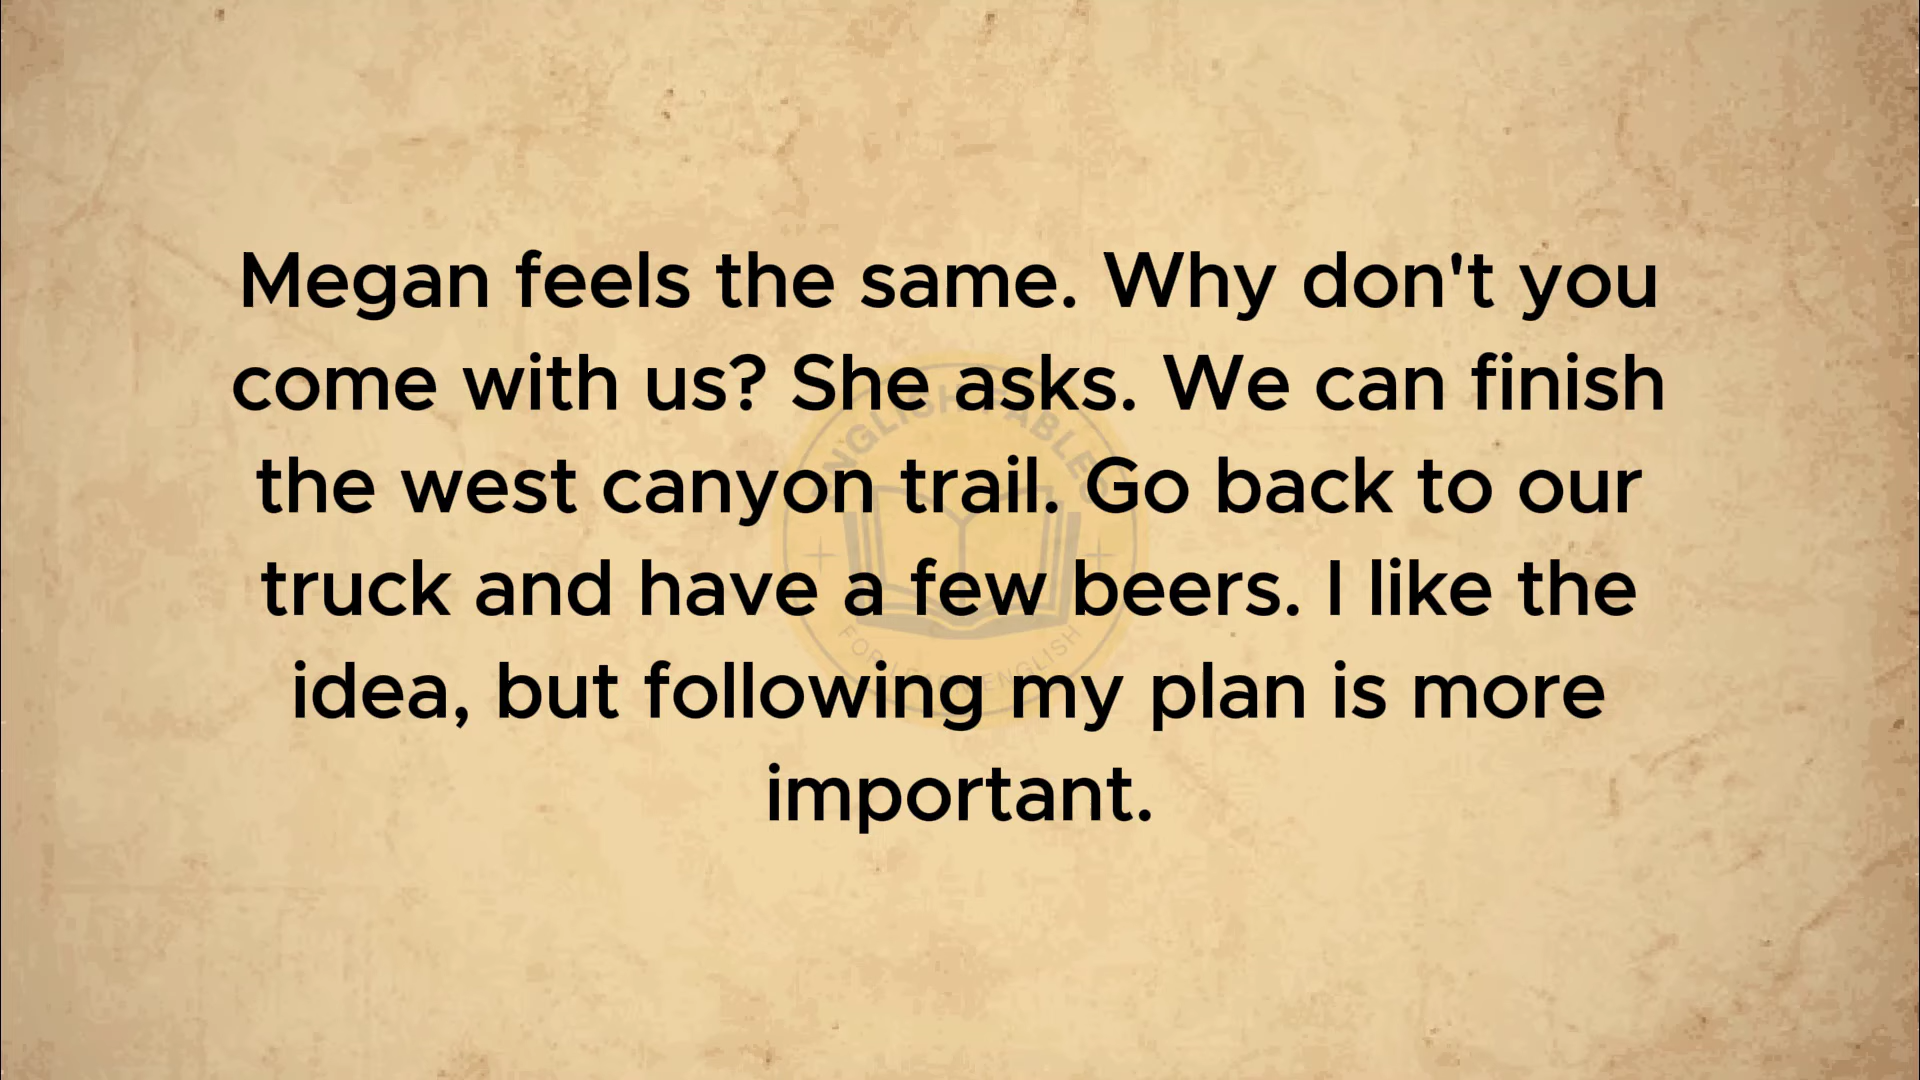 Megan feels the same. Why don't you
come with us? She asks. We can finish
the west canyon trail. Go back to our
truck and have a few beers. I like the
idea, but following my plan is more
important.
ENGLISH FABLES